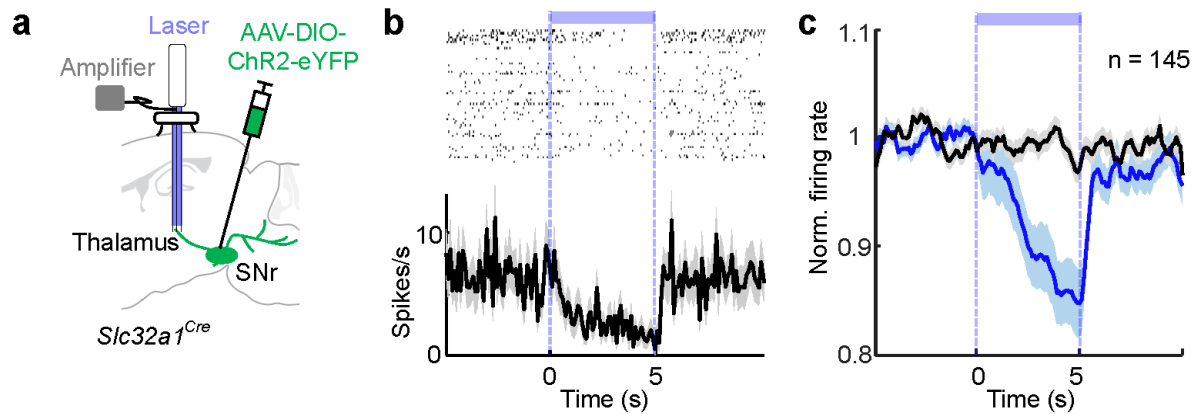 a
Laser
AAV-DIO-
ChR2-eYFP
Amplifier
Thalamus
SNr
Slc32a1Cre
b
10
0
Spikes/s
0
5
Time (s)
c
1.1
1
0.9
0.8
Norm. firing rate
n = 145
0
5
Time (s)